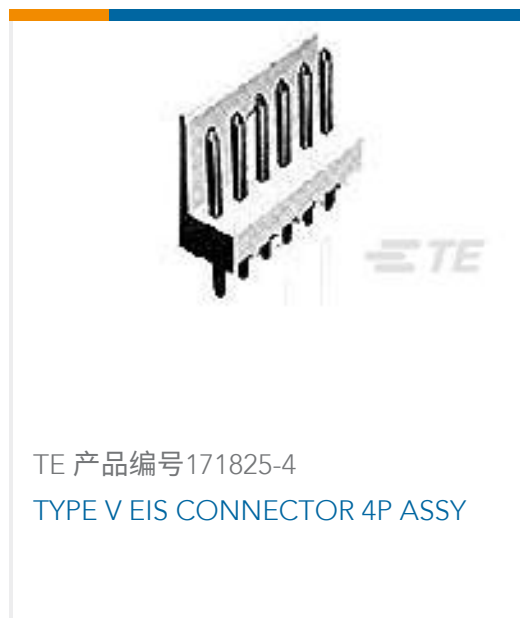 TE
TE 产品编号171825-4
TYPE V EIS CONNECTOR 4P ASSY